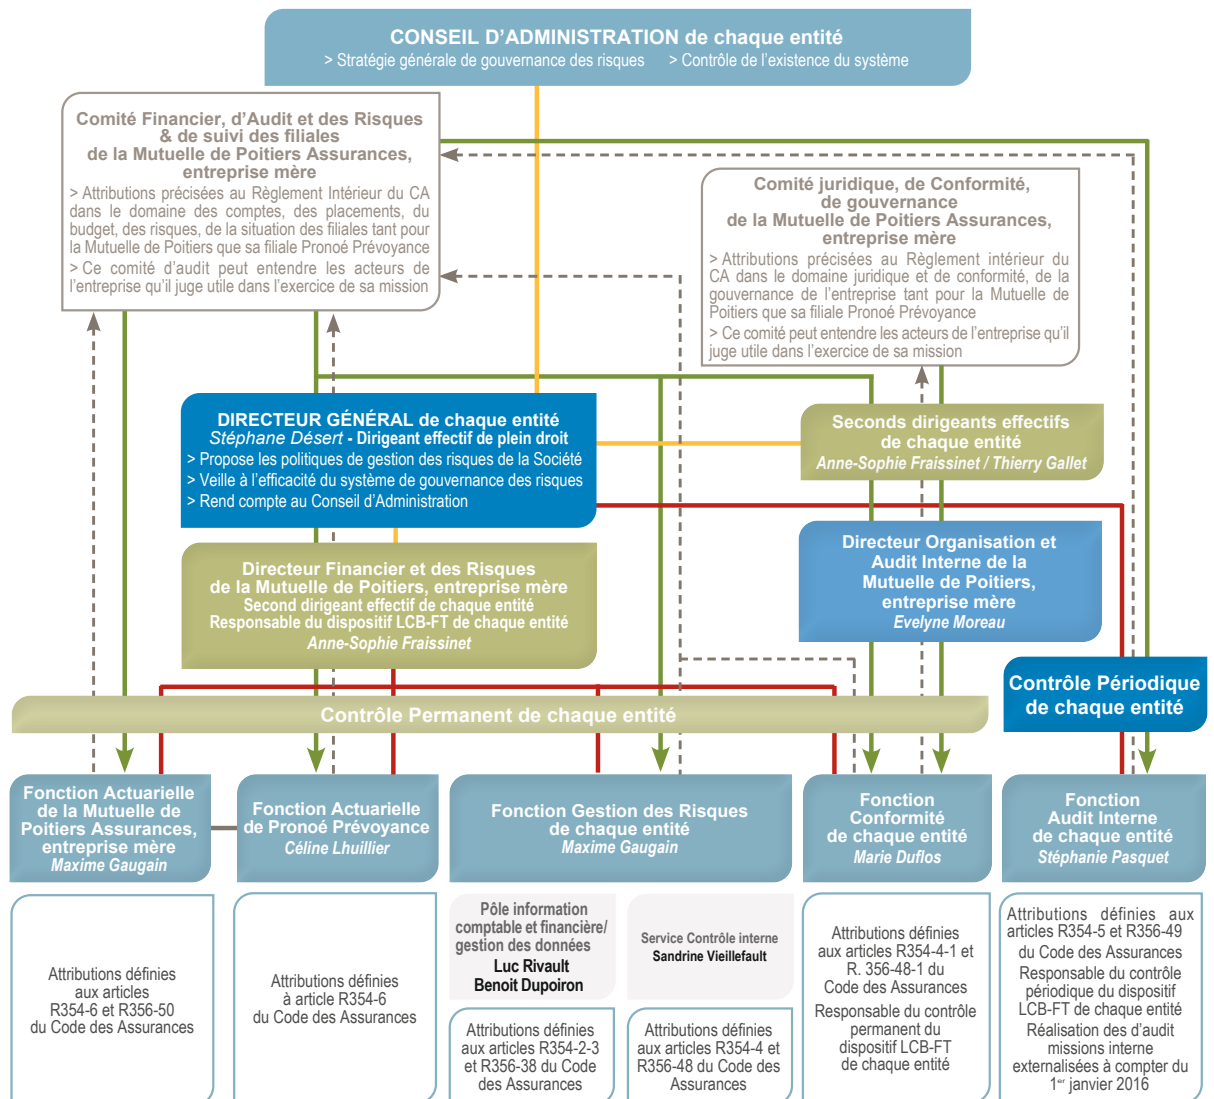 CONSEIL D’ADMINISTRATION de chaque entité
> Stratégie générale de gouvernance des risques > Contrôle de l’existence du système
Comité Financier, d’Audit et des Risques
& de suivi des filiales
de la Mutuelle de Poitiers Assurances,
entreprise mère
> Attributions précisées au Règlement Intérieur du CA
dans le domaine des comptes, des placements, du
budget, des risques, de la situation des filiales tant pour
la Mutuelle de Poitiers que sa filiale Pronoé Prévoyance
> Ce comité d’audit peut entendre les acteurs de
l’entreprise qu’il juge utile dans l’exercice de sa mission
Comité juridique, de Conformité,
de gouvernance
de la Mutuelle de Poitiers Assurances,
entreprise mère
> Attributions précisées au Règlement intérieur du
CA dans le domaine juridique et de conformité, de la
gouvernance de l’entreprise tant pour la Mutuelle de
Poitiers que sa filiale Pronoé Prévoyance
> Ce comité peut entendre les acteurs de l’entreprise qu’il
juge utile dans l’exercice de sa mission
DIRECTEUR GÉNÉRAL de chaque entité
Stéphane Désert - Dirigeant effectif de plein droit
> Propose les politiques de gestion des risques de la Société
> Veille à l’efficacité du système de gouvernance des risques
> Rend compte au Conseil d’Administration
Seconds dirigeants effectifs
de chaque entité
Anne-Sophie Fraissinet / Thierry Gallet
Directeur Financier et des Risques
de la Mutuelle de Poitiers, entreprise mère
Second dirigeant effectif de chaque entité
Responsable du dispositif LCB-FT de chaque entité
Anne-Sophie Fraissinet
Directeur Organisation et
Audit Interne de la
Mutuelle de Poitiers,
entreprise mère
Evelyne Moreau
Contrôle Permanent de chaque entité
Contrôle Périodique
de chaque entité
Fonction Actuarielle
de la Mutuelle de
Poitiers Assurances,
entreprise mère
Maxime Gaugain
Fonction Actuarielle
de Pronoé Prévoyance
Céline Lhuillier
Fonction Gestion des Risques
de chaque entité
Maxime Gaugain
Fonction
Conformité
de chaque entité
Marie Duflos
Fonction
Audit Interne
de chaque entité
Stéphanie Pasquet
Attributions définies
aux articles
R354-6 et R356-50
du Code des Assurances
Attributions définies
à article R354-6
du Code des Assurances
Pôle information
comptable et financière/
gestion des données
Luc Rivault
Benoit Dupoiron
Attributions définies
aux articles R354-2-3
et R356-38 du Code
des Assurances
Service Contrôle interne
Sandrine Vieillefault
Attributions définies
aux articles R354-4 et
R356-48 du Code des
Assurances
Attributions définies
aux articles R354-4-1 et
R. 356-48-1 du
Code des Assurances
Responsable du contrôle
permanent du
dispositif LCB-FT
de chaque entité
Attributions définies aux
articles R354-5 et R356-49
du Code des Assurances
Responsable du contrôle
périodique du dispositif
LCB-FT de chaque entité
Réalisation des d’audit
missions interne
externalisées à compter du
1er janvier 2016